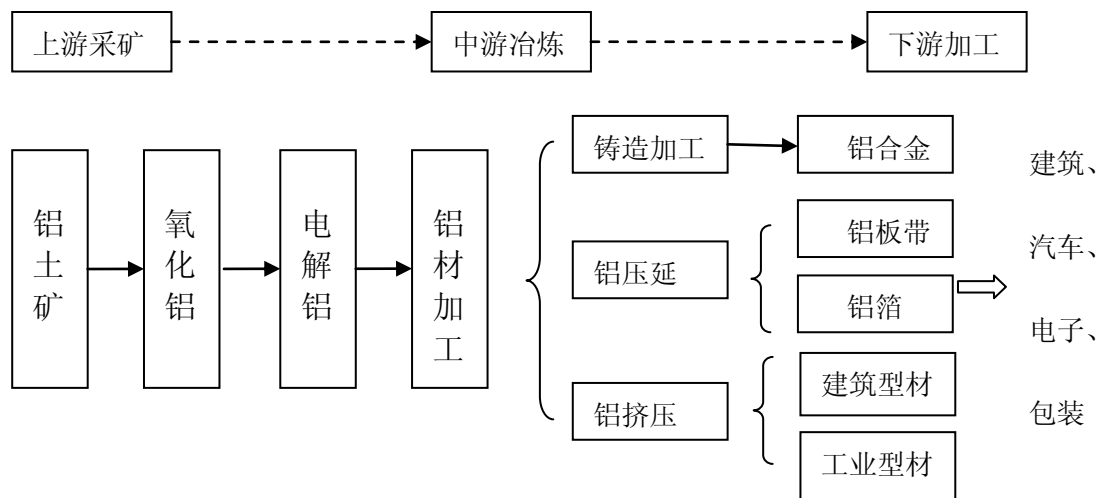 上游采矿
中游冶炼
下游加工
铝土矿
氧化铝
电解铝
铝材加工
铸造加工
铝压延
铝挤压
铝合金
铝板带
铝箔
建筑型材
工业型材
建筑、
汽车、
电子、
包装